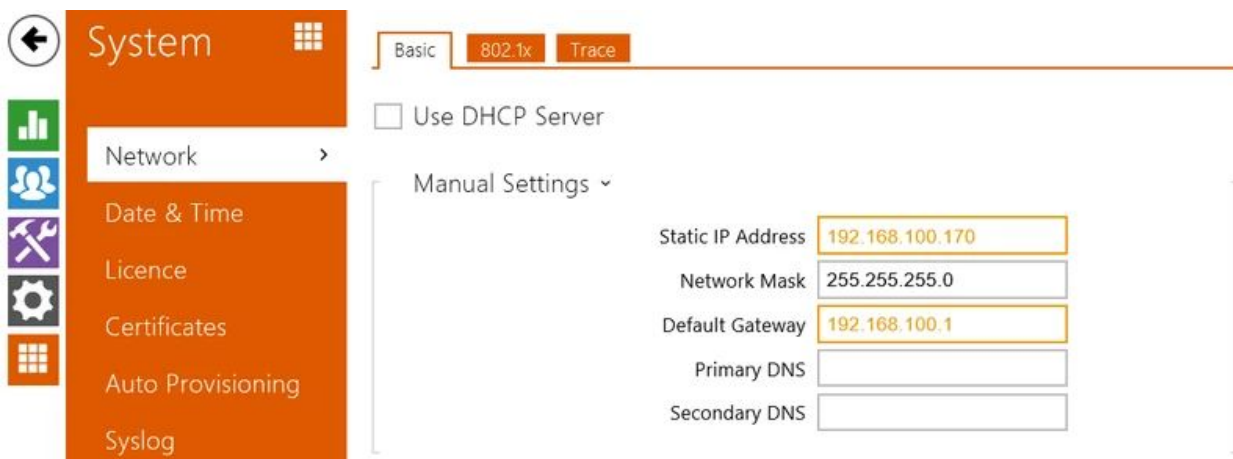 System
Network
Date & Time
Licence
Certificates
Auto Provisioning
Syslog
Basic 802.1x Trace
Use DHCP Server
Manual Settings
Static IP Address 192.168.100.170
Network Mask 255.255.255.0
Default Gateway 192.168.100.1
Primary DNS
Secondary DNS